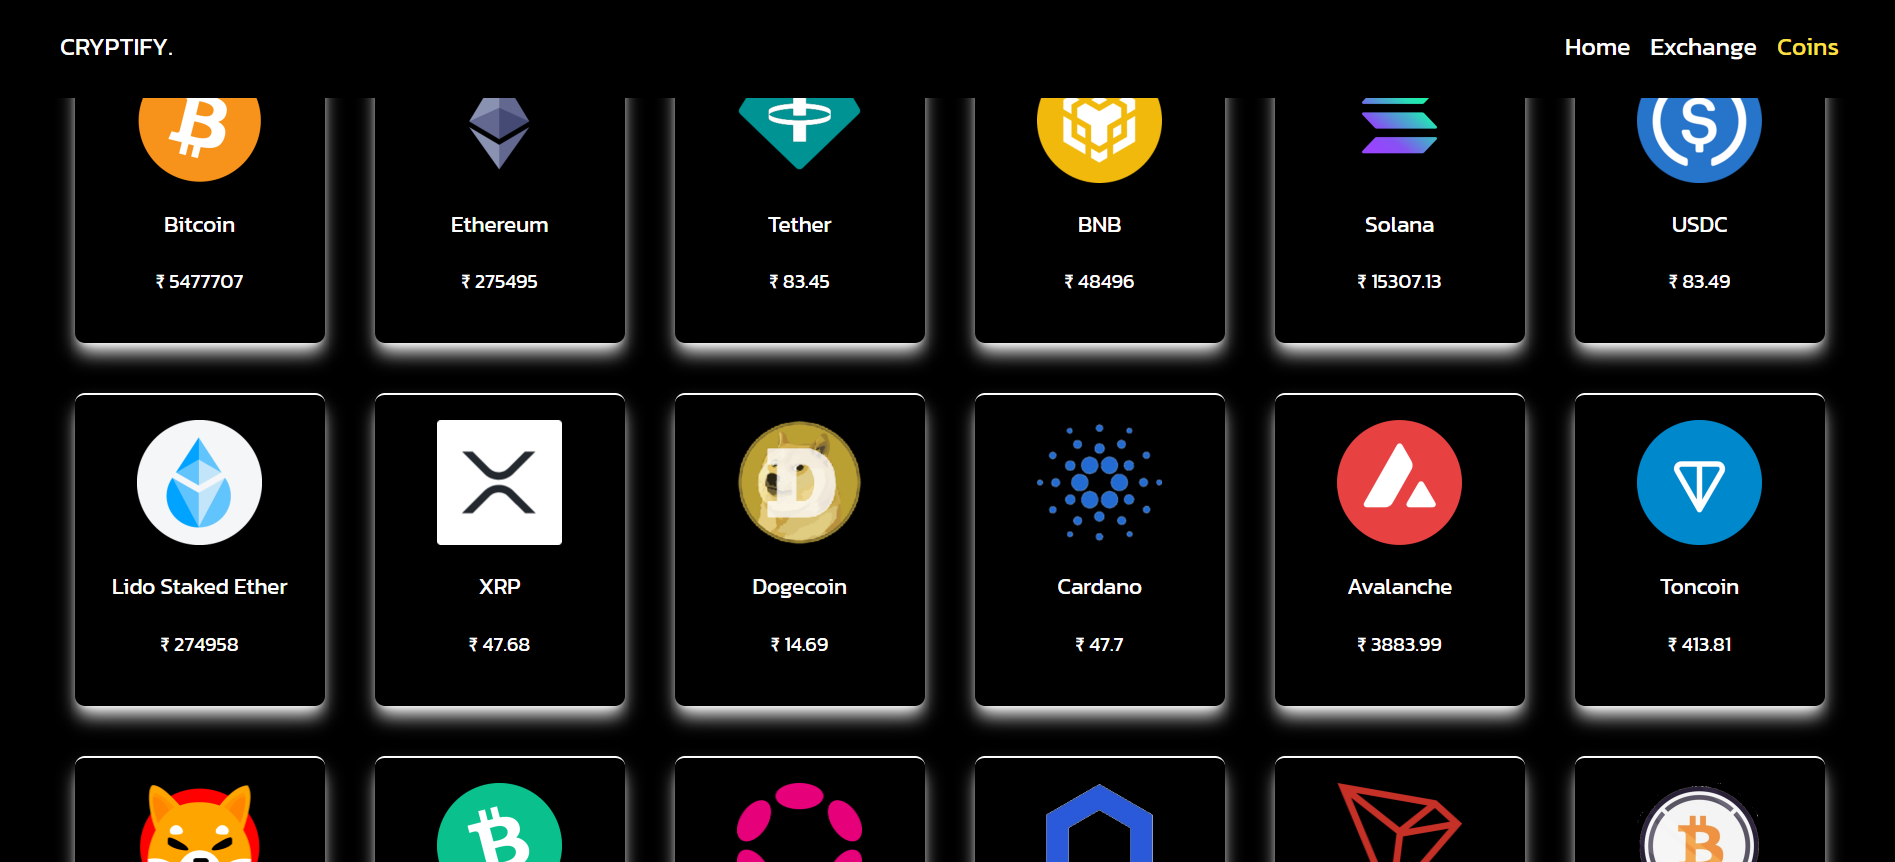 CRYPTIFY.
Home Exchange Coins
Bitcoin Ethereum Tether BNB Solana USDC
₹ 5477707 ₹ 275495 ₹ 83.45 ₹ 48496 ₹ 15307.13 ₹ 83.49
Lido Staked Ether XRP Dogecoin Cardano Avalanche Toncoin
₹ 274958 ₹ 47.68 ₹ 14.69 ₹ 47.7 ₹ 3883.99 ₹ 413.81